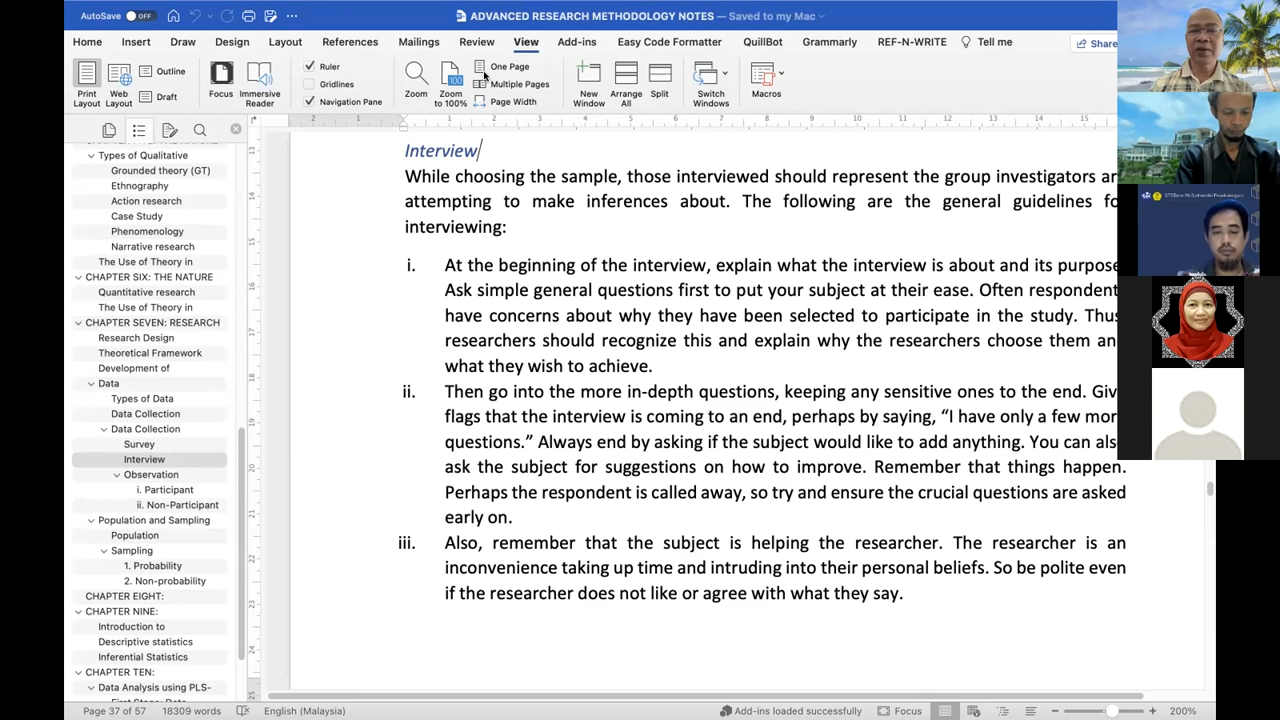 AutoSave OFF
ADVANCED RESEARCH METHODOLOGY NOTES — Saved to my Mac
Home Insert Draw Design Layout References Mailings Review View Add-ins Easy Code Formatter QuillBot Grammarly REF-N-WRITE Tell me Share
Print Layout
Web Layout
Outline
Draft
Focus
Immersive Reader
Ruler
Gridlines
Navigation Pane
Zoom
Zoom to 100%
100
One Page
Multiple Pages
Page Width
New Window
Arrange All
Split
Switch Windows
Macros
2 1 1 2 3 4 5 6 7 8 9 10 11 12 13 14 15
Types of Qualitative
Grounded theory (GT)
Ethnography
Action research
Case Study
Phenomenology
Narrative research
The Use of Theory in
CHAPTER SIX: THE NATURE
Quantitative research
The Use of Theory in
CHAPTER SEVEN: RESEARCH
Research Design
Theoretical Framework
Development of
Data
Types of Data
Data Collection
Data Collection
Survey
Interview
Observation
i. Participant
ii. Non-Participant
Population and Sampling
Population
Sampling
1. Probability
2. Non-probability
CHAPTER EIGHT:
CHAPTER NINE:
Introduction to
Descriptive statistics
Inferential Statistics
CHAPTER TEN:
Data Analysis using PLS-
Interview
While choosing the sample, those interviewed should represent the group investigators ar
attempting to make inferences about. The following are the general guidelines fo
interviewing:
i. At the beginning of the interview, explain what the interview is about and its purpose
Ask simple general questions first to put your subject at their ease. Often respondent
have concerns about why they have been selected to participate in the study. Thus
researchers should recognize this and explain why the researchers choose them an
what they wish to achieve.
ii. Then go into the more in-depth questions, keeping any sensitive ones to the end. Giv
flags that the interview is coming to an end, perhaps by saying, “I have only a few mor
questions.” Always end by asking if the subject would like to add anything. You can als
ask the subject for suggestions on how to improve. Remember that things happen.
Perhaps the respondent is called away, so try and ensure the crucial questions are asked
early on.
iii. Also, remember that the subject is helping the researcher. The researcher is an
inconvenience taking up time and intruding into their personal beliefs. So be polite even
if the researcher does not like or agree with what they say.
Page 37 of 57 18309 words English (Malaysia) Add-ins loaded successfully Focus 200%